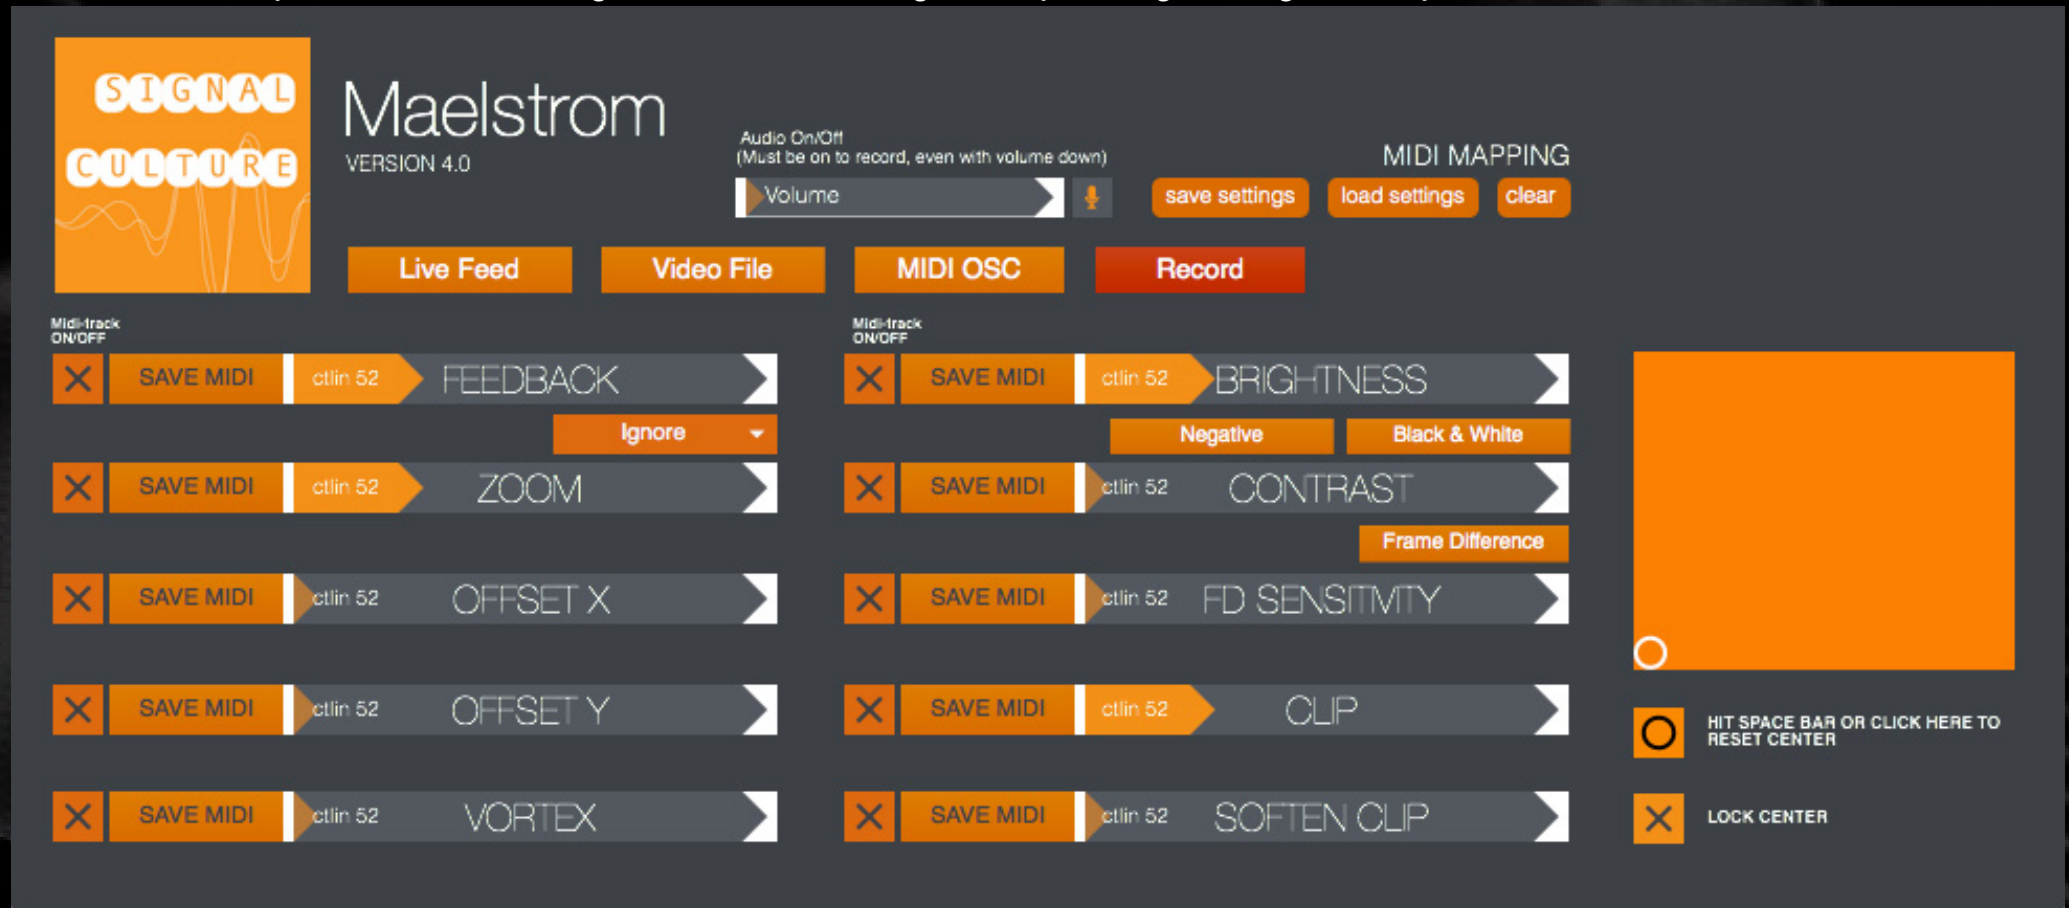 SIGNAL
CULTURE
Maelstrom
VERSION 4.0
Audio On/Off
(Must be on to record, even with volume down)
Volume
MIDI MAPPING
save settings
load settings
clear
Live Feed
Video File
MIDI OSC
Record
Midi-track
ON/OFF
SAVE MIDI
ctlin 52
FEEDBACK
Ignore
SAVE MIDI
ctlin 52
ZOOM
SAVE MIDI
ctlin 52
OFFSET X
SAVE MIDI
ctlin 52
OFFSET Y
SAVE MIDI
ctlin 52
VORTEX
Midi-track
ON/OFF
SAVE MIDI
ctlin 52
BRIGHTNESS
Negative
Black & White
SAVE MIDI
ctlin 52
CONTRAST
Frame Difference
SAVE MIDI
ctlin 52
FD SENSITIVITY
SAVE MIDI
ctlin 52
CLIP
SAVE MIDI
ctlin 52
SOFTEN CLIP
HIT SPACE BAR OR CLICK HERE TO
RESET CENTER
LOCK CENTER